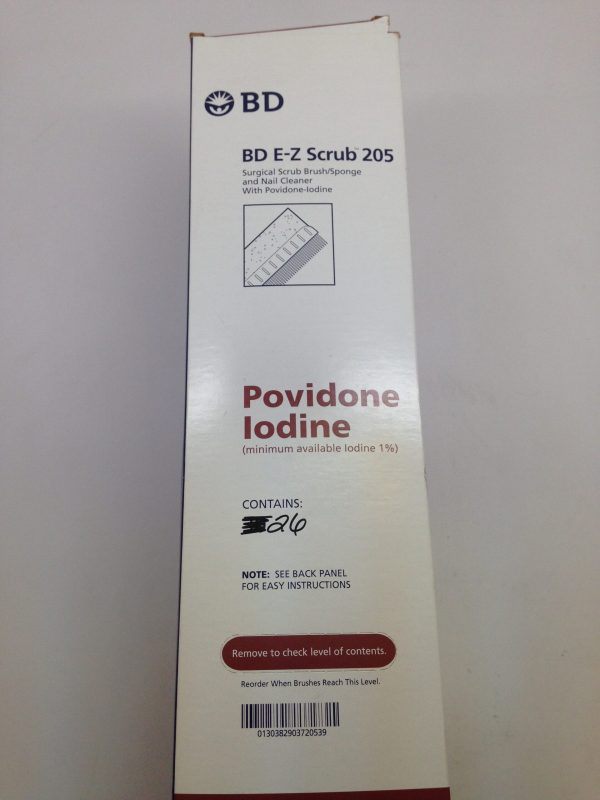 BD
BD E-Z Scrub™ 205
Surgical Scrub Brush/Sponge
and Nail Cleaner
With Povidone-Iodine
Povidone
Iodine
(minimum available Iodine 1%)
CONTAINS:
26
NOTE: SEE BACK PANEL
FOR EASY INSTRUCTIONS
Remove to check level of contents.
Reorder When Brushes Reach This Level.
0130382903720539